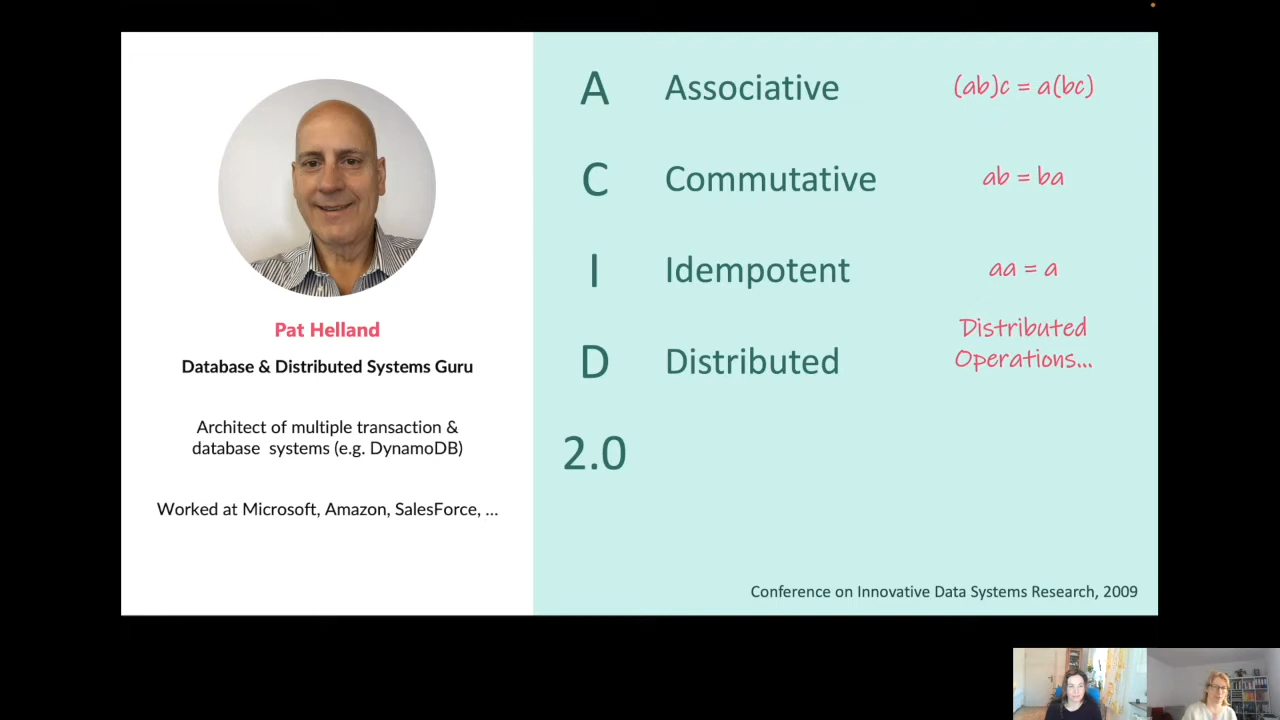 Pat Helland
Database & Distributed Systems Guru
Architect of multiple transaction &
database systems (e.g. DynamoDB)
Worked at Microsoft, Amazon, SalesForce, ...
A Associative (ab)c = a(bc)
C Commutative ab = ba
I Idempotent aa = a
D Distributed Distributed
Operations...
2.0
Conference on Innovative Data Systems Research, 2009